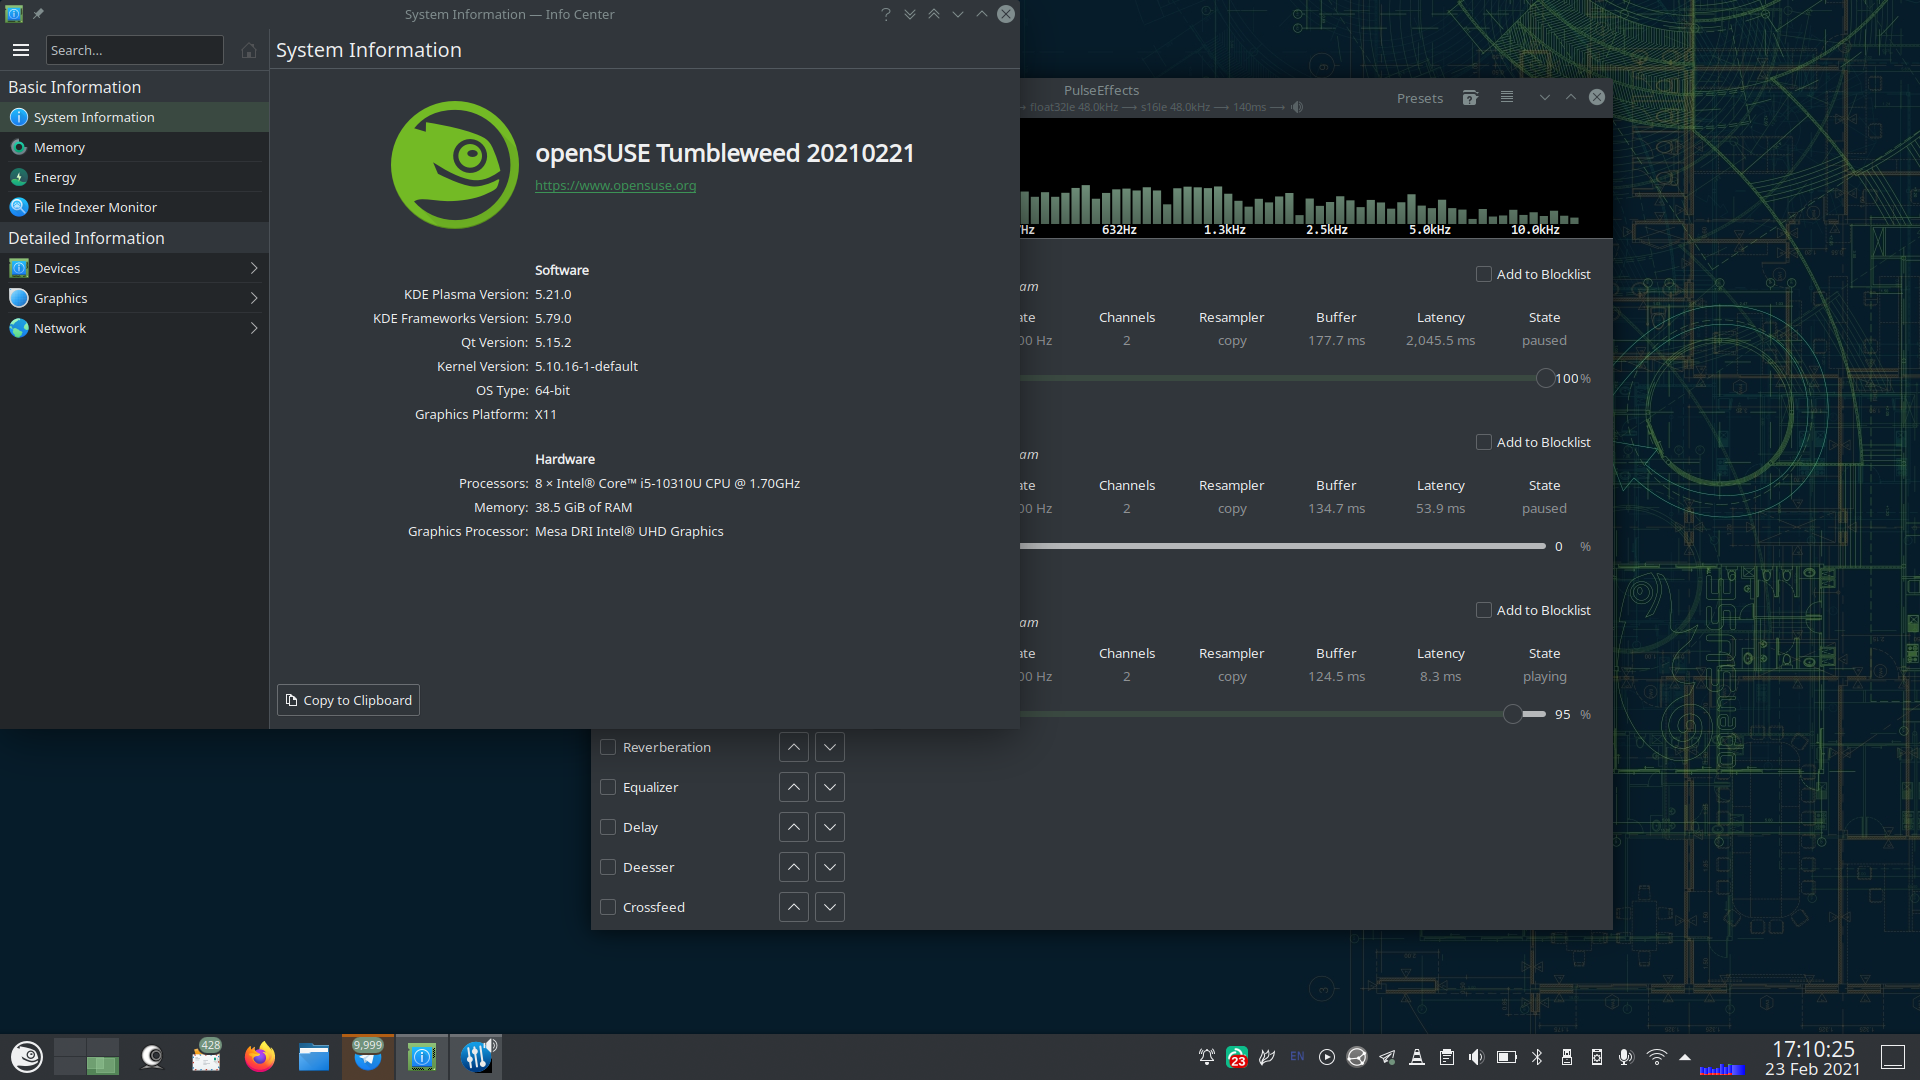 System Information — Info Center
Search...
System Information
Basic Information
System Information
Memory
Energy
File Indexer Monitor
Detailed Information
Devices
Graphics
Network
openSUSE Tumbleweed 20210221
https://www.opensuse.org
Software
KDE Plasma Version: 5.21.0
KDE Frameworks Version: 5.79.0
Qt Version: 5.15.2
Kernel Version: 5.10.16-1-default
OS Type: 64-bit
Graphics Platform: X11
Hardware
Processors: 8 × Intel® Core™ i5-10310U CPU @ 1.70GHz
Memory: 38.5 GiB of RAM
Graphics Processor: Mesa DRI Intel® UHD Graphics
Copy to Clipboard
PulseEffects
float32le 48.0kHz ⟶ s16le 48.0kHz ⟶ 140ms ⟶
Presets
Hz 632Hz 1.3kHz 2.5kHz 5.0kHz 10.0kHz
Add to Blocklist
am
ate Channels Resampler Buffer Latency State
00 Hz 2 copy 177.7 ms 2,045.5 ms paused
100 %
Add to Blocklist
am
ate Channels Resampler Buffer Latency State
00 Hz 2 copy 134.7 ms 53.9 ms paused
0 %
Add to Blocklist
am
ate Channels Resampler Buffer Latency State
00 Hz 2 copy 124.5 ms 8.3 ms playing
95 %
Reverberation
Equalizer
Delay
Deesser
Crossfeed
428
9,999
23
EN
17:10:25
23 Feb 2021